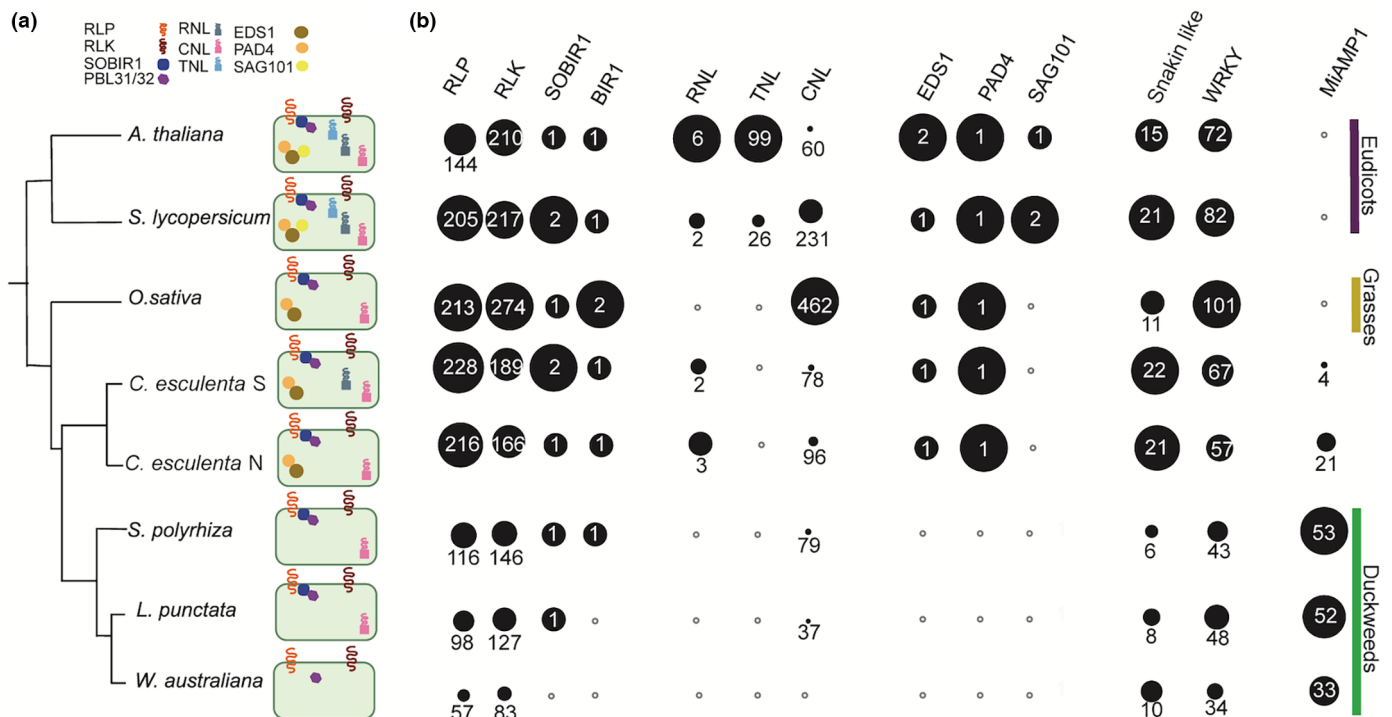 (a)
RLP RNL EDS1
RLK CNL PAD4
SOBIR1 TNL SAG101
PBL31/32
(b)
RLP RLK SOBIR1 BIR1 RNL TNL CNL EDS1 PAD4 SAG101 Snakin like WRKY MiAMP1
A. thaliana 210 1 1 6 99 2 1 1 15 72
144 60
S. lycopersicum 205 217 2 1 1 1 2 21 82
2 26 231
Eudicots
O.sativa 213 274 1 2 462 1 1 101
11
Grasses
C. esculenta S 228 189 2 1 1 1 22 67
2 78 4
C. esculenta N 216 166 1 1 1 1 21 57
3 96 21
S. polyrhiza 1 1 53
116 146 79 6 43
L. punctata 1 52
98 127 37 8 48
W. australiana 33
57 83 10 34
Duckweeds